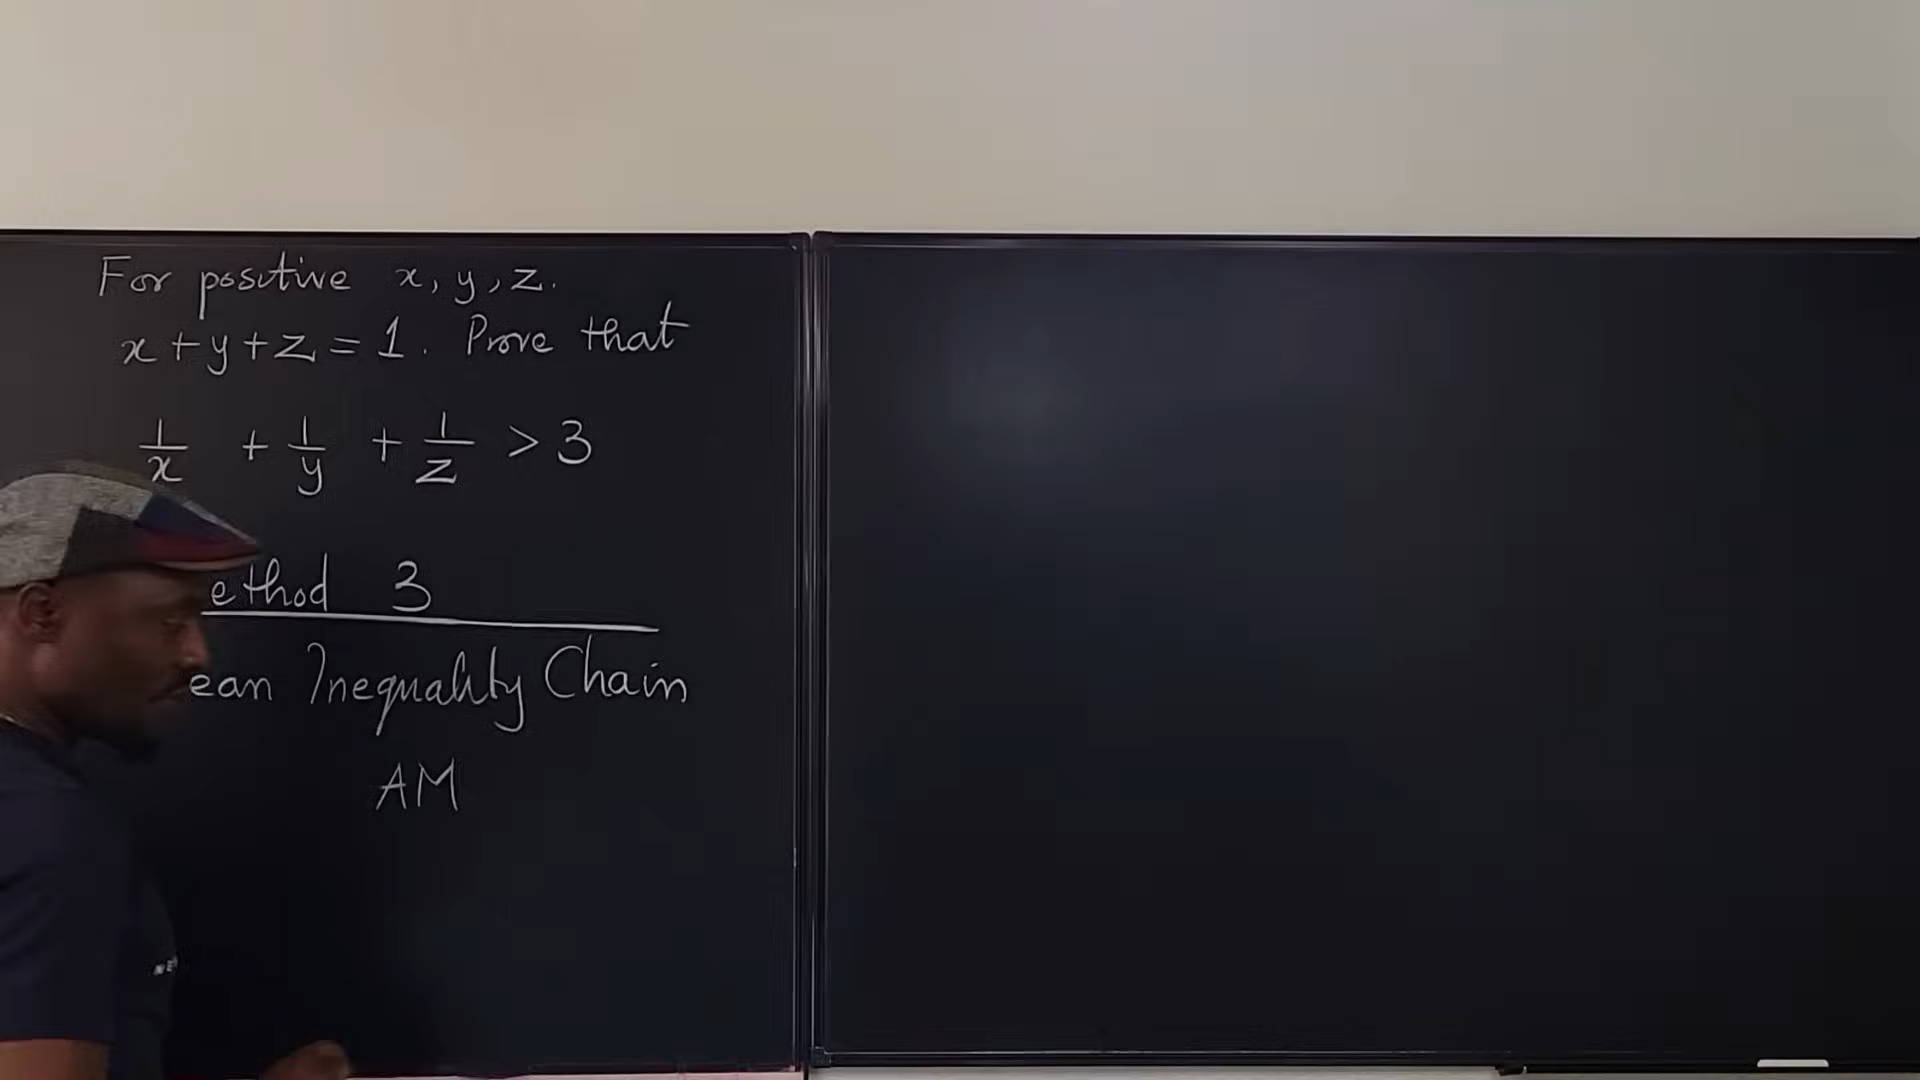 For positive x, y, z.
x + y + z = 1. Prove that
1/x + 1/y + 1/z > 3
ethod 3
ean Inequality Chain
AM